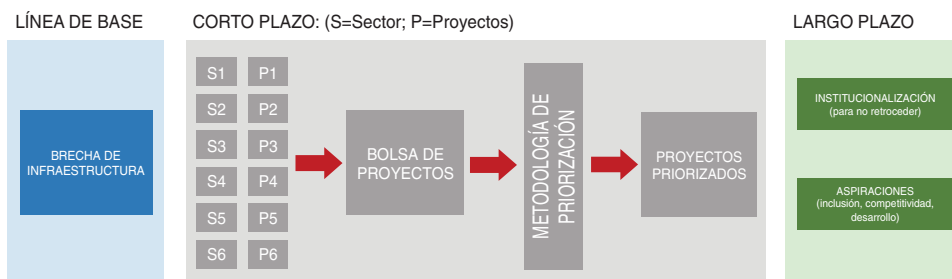 LÍNEA DE BASE
CORTO PLAZO: (S=Sector; P=Proyectos)
LARGO PLAZO
BRECHA DE
INFRAESTRUCTURA
S1 P1
S2 P2
S3 P3
S4 P4
S5 P5
S6 P6
BOLSA DE
PROYECTOS
METODOLOGÍA DE
PRIORIZACIÓN
PROYECTOS
PRIORIZADOS
INSTITUCIONALIZACIÓN
(para no retroceder)
ASPIRACIONES
(inclusión, competitividad,
desarrollo)